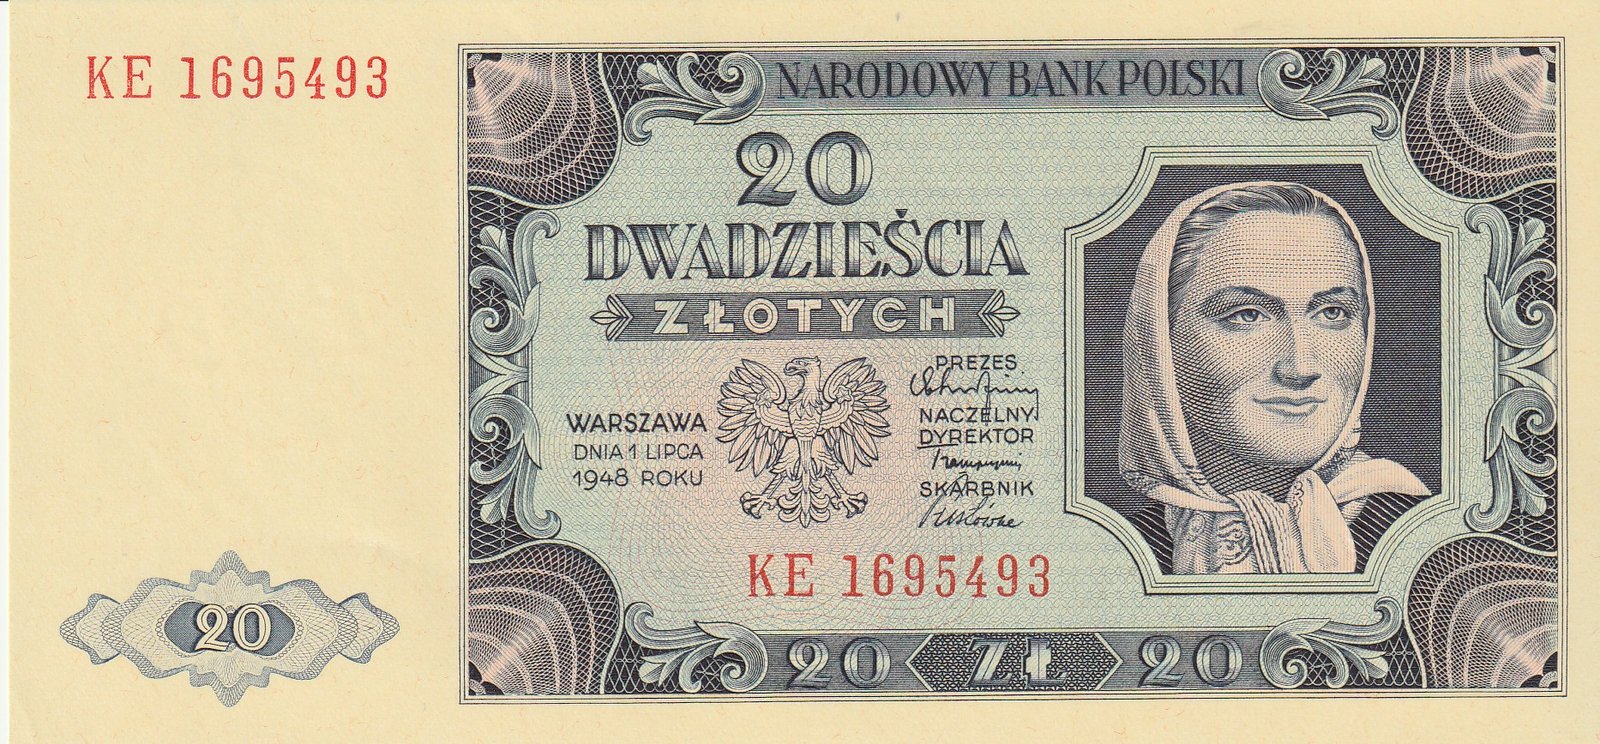 KE 1695493
NARODOWY BANK POLSKI
20
DWADZIEŚCIA
ZŁOTYCH
WARSZAWA
DNIA 1 LIPCA
1948 ROKU
PREZES
NACZELNY
DYREKTOR
SKARBNIK
KE 1695493
20
20 ZŁ 20